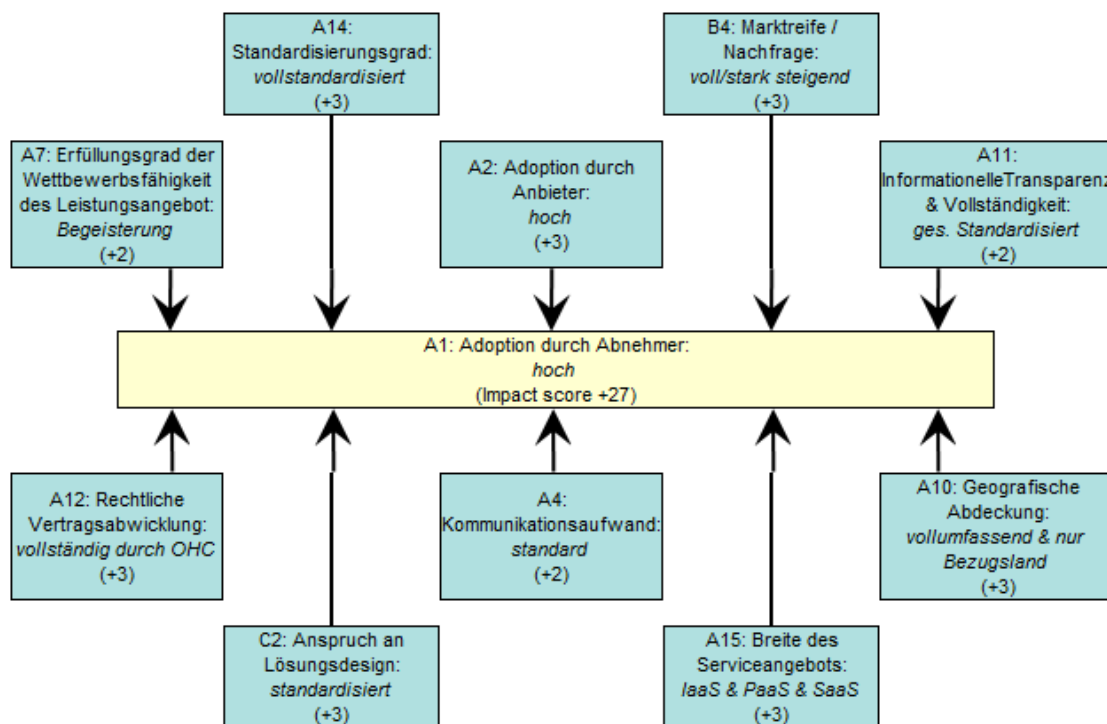 A14:
Standardisierungsgrad:
vollstandardisiert
(+3)
B4: Marktreife /
Nachfrage:
voll/stark steigend
(+3)
A7: Erfüllungsgrad der
Wettbewerbsfähigkeit
des Leistungsangebot:
Begeisterung
(+2)
A2: Adoption durch
Anbieter:
hoch
(+3)
A11:
InformationelleTransparenz
& Vollständigkeit:
ges. Standardisiert
(+2)
A1: Adoption durch Abnehmer:
hoch
(Impact score +27)
A12: Rechtliche
Vertragsabwicklung:
vollständig durch OHC
(+3)
A4:
Kommunikationsaufwand:
standard
(+2)
A10: Geografische
Abdeckung:
vollumfassend & nur
Bezugsland
(+3)
C2: Anspruch an
Lösungsdesign:
standardisiert
(+3)
A15: Breite des
Serviceangebots:
IaaS & PaaS & SaaS
(+3)